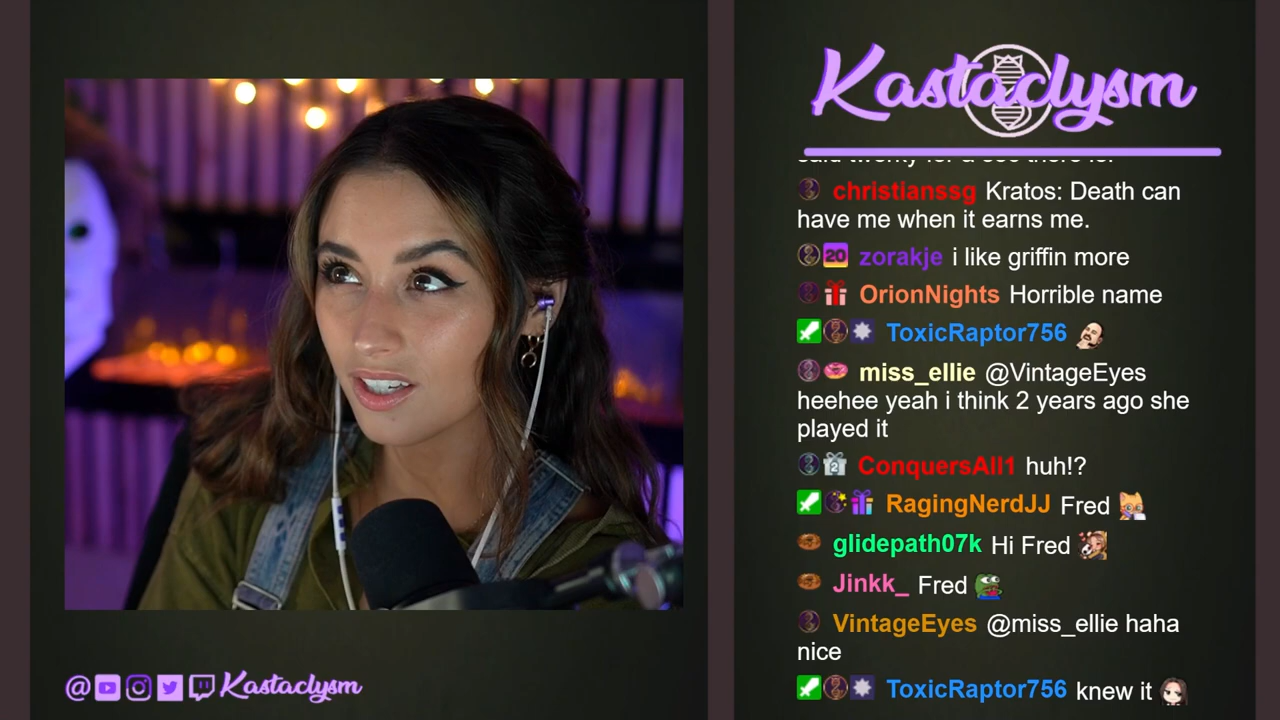 Kastaclysm
christianssg Kratos: Death can
have me when it earns me.
20 zorakje i like griffin more
OrionNights Horrible name
ToxicRaptor756
miss_ellie @VintageEyes
heehee yeah i think 2 years ago she
played it
2 ConquersAll1 huh!?
RagingNerdJJ Fred
glidepath07k Hi Fred
Jinkk_ Fred
VintageEyes @miss_ellie haha
nice
ToxicRaptor756 knew it
@ Kastaclysm